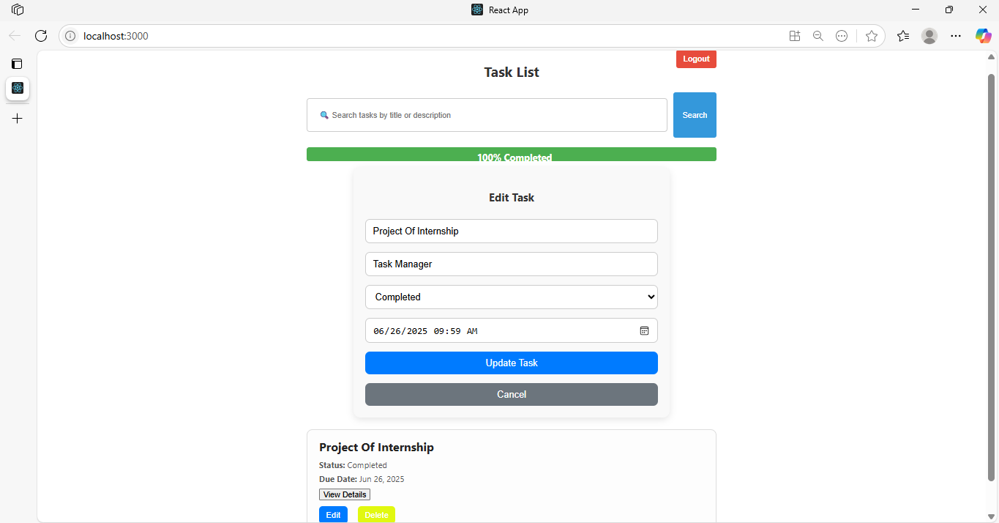 React App
localhost:3000
Logout
Task List
🔍 Search tasks by title or description
Search
100% Completed
Edit Task
Project Of Internship
Task Manager
Completed
06/26/2025 09:59 AM
Update Task
Cancel
Project Of Internship
Status: Completed
Due Date: Jun 26, 2025
View Details
Edit
Delete